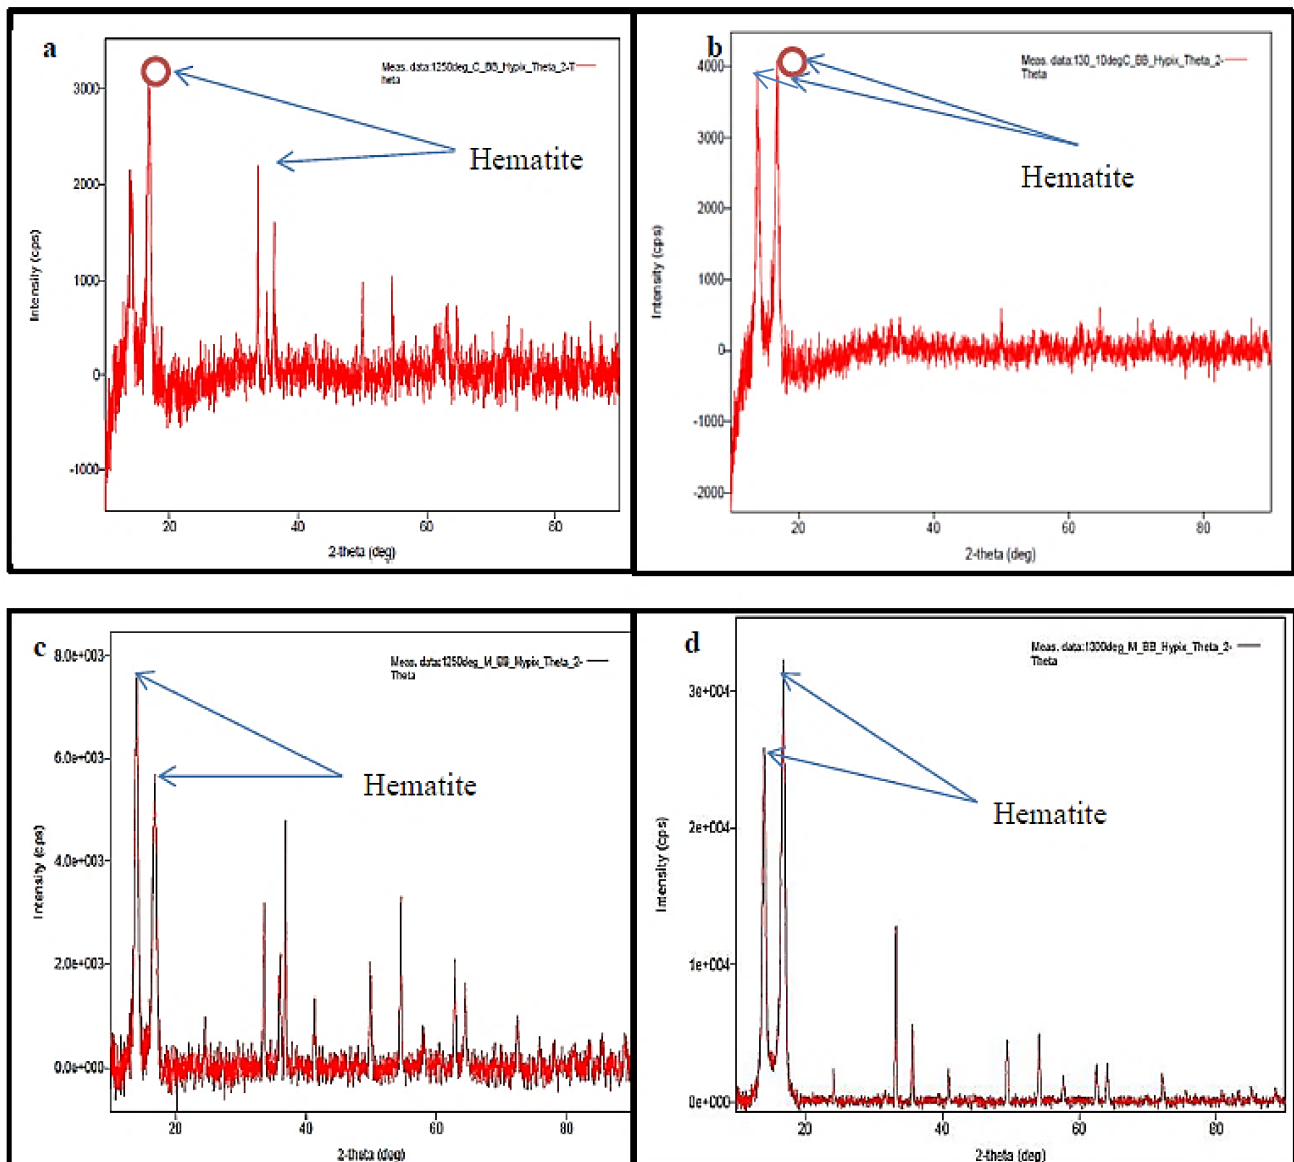 a
Meas. data:1250deg_C_BB_Hypix_Theta_2-T
heta
3000
2000
1000
0
-1000
Hematite
Intensity (cps)
20 40 60 80
2-theta (deg)
b
Meas. data:130_10degC_BB_Hypix_Theta_2-
Theta
4000
3000
2000
1000
0
-1000
-2000
Hematite
Intensity (cps)
20 40 60 80
2-theta (deg)
c
Meas. data:1250deg_M_BB_Hypix_Theta_2-
Theta
8.0e+003
6.0e+003
4.0e+003
2.0e+003
0.0e+000
Hematite
Intensity (cps)
20 40 60 80
2-theta (deg)
d
Meas. data:1300deg_M_BB_Hypix_Theta_2-
Theta
3e+004
2e+004
1e+004
0e+000
Hematite
Intensity (cps)
20 40 60 80
2-theta (deg)